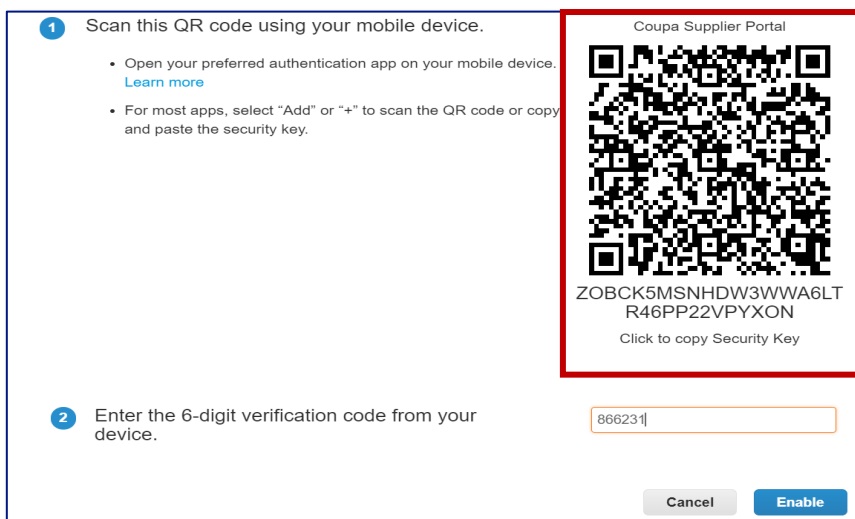 1 Scan this QR code using your mobile device.
• Open your preferred authentication app on your mobile device.
Learn more
• For most apps, select “Add” or “+” to scan the QR code or copy
and paste the security key.
Coupa Supplier Portal
ZOBCK5MSNHDW3WWA6LT
R46PP22VPYXON
Click to copy Security Key
2 Enter the 6-digit verification code from your
device.
866231
Cancel
Enable